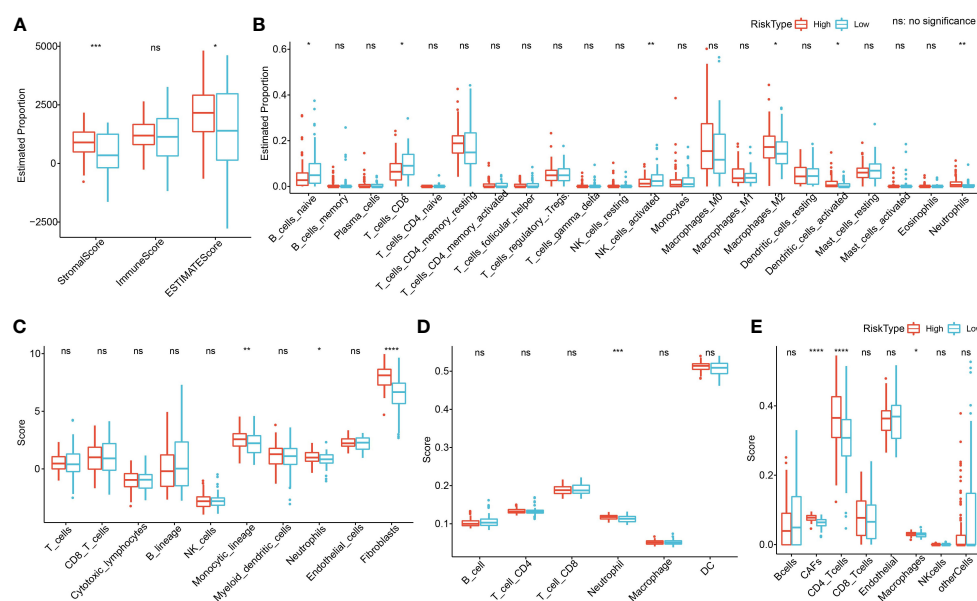 A
B
RiskType High Low
ns: no significance
*** ns *
5000
2500
0
−2500
Estimated Proportion
StromalScore
ImmuneScore
ESTIMATEScore
* ns ns * ns ns ns ns ns ns ns ** ns ns ns * ns * ns ns ns **
0.6
0.4
0.2
0.0
Estimated Proportion
B_cells_naive
B_cells_memory
Plasma_cells
T_cells_CD8
T_cells_CD4_naive
T_cells_CD4_memory_resting
T_cells_CD4_memory_activated
T_cells_follicular_helper
T_cells_regulatory_Tregs.
T_cells_gamma_delta
NK_cells_resting
NK_cells_activated
Monocytes
Macrophages_M0
Macrophages_M1
Macrophages_M2
Dendritic_cells_resting
Dendritic_cells_activated
Mast_cells_resting
Mast_cells_activated
Eosinophils
Neutrophils
C
ns ns ns ns ns ** ns * ns ****
10
5
0
Score
T_cells
CD8_T_cells
Cytotoxic_lymphocytes
B_lineage
NK_cells
Monocytic_lineage
Myeloid_dendritic_cells
Neutrophils
Endothelial_cells
Fibroblasts
D
ns ns ns *** ns ns
0.5
0.4
0.3
0.2
0.1
Score
B_cell
T_cell_CD4
T_cell_CD8
Neutrophil
Macrophage
DC
E
RiskType High Low
ns **** **** ns ns * ns ns
0.4
0.2
0.0
Score
Bcells
CAFs
CD4_Tcells
CD8_Tcells
Endothelial
Macrophages
NKcells
otherCells